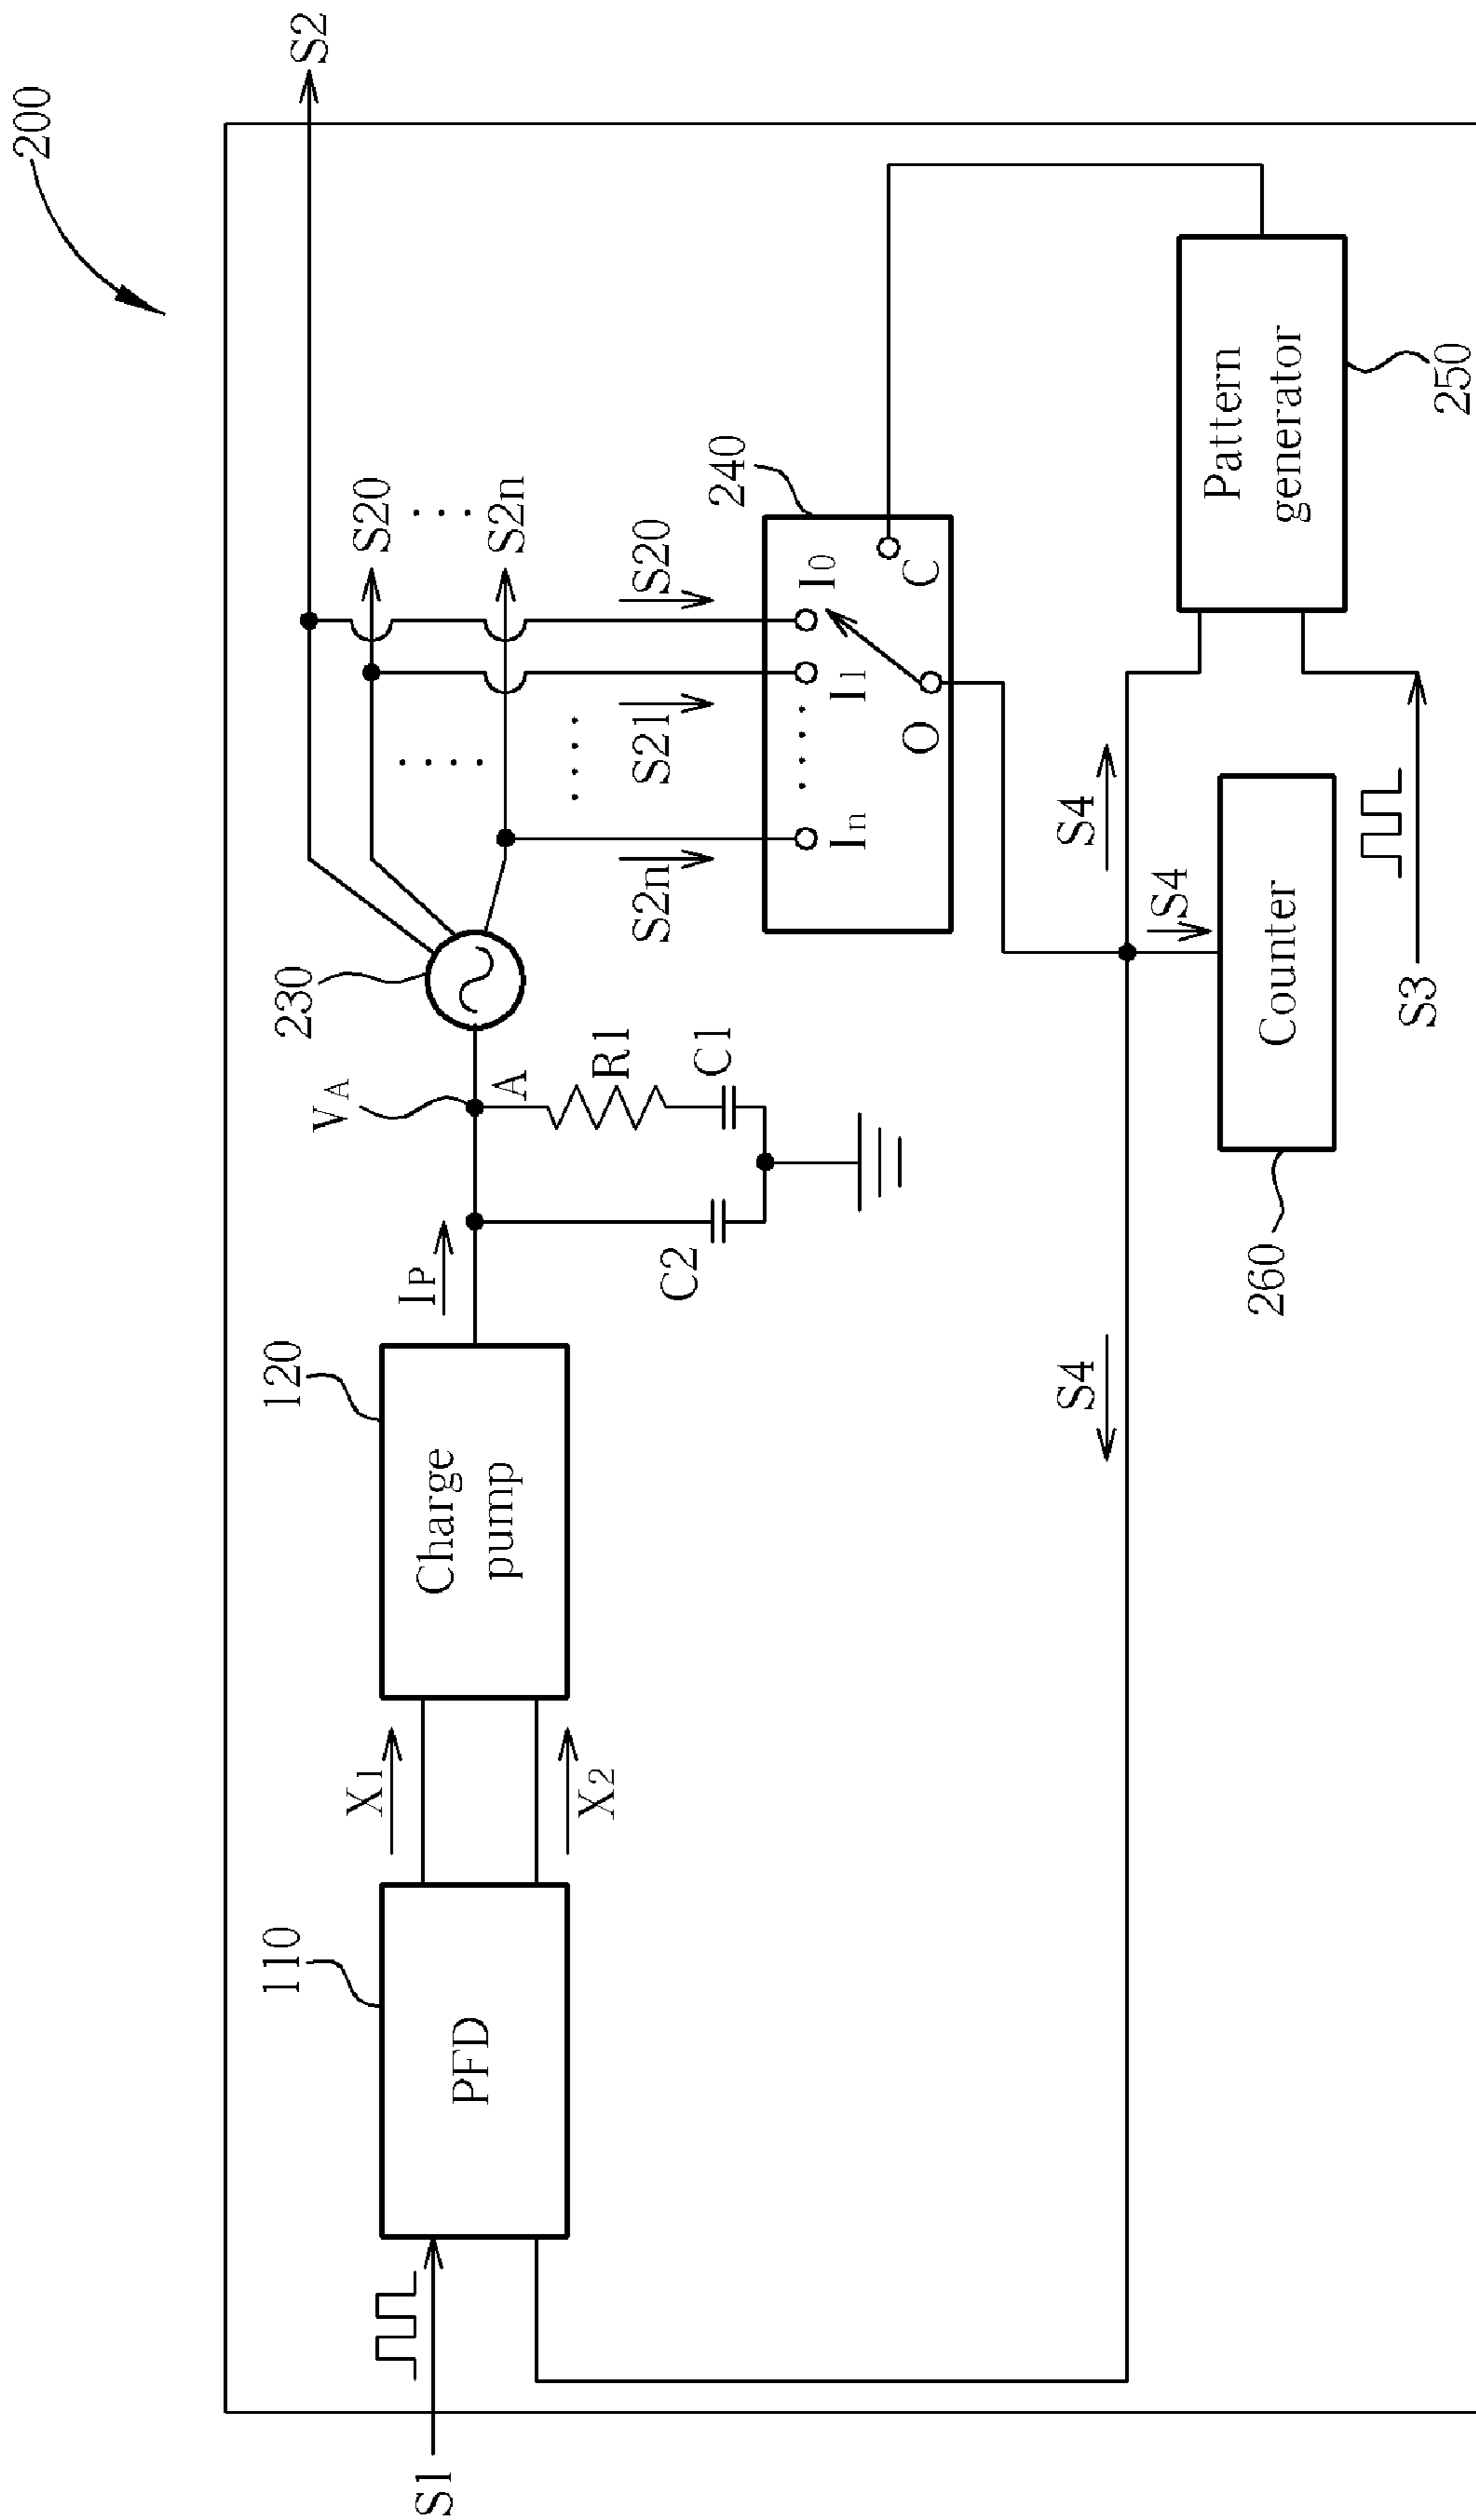 200
S2
S20
S2n
230
VA
A
R1
C1
C2
IP
120
Charge
pump
X1
X2
110
PFD
S1
S20
S21
S2n
240
I0
I1
In
C
O
S4
S4
S4
Pattern
generator
250
Counter
260
S3